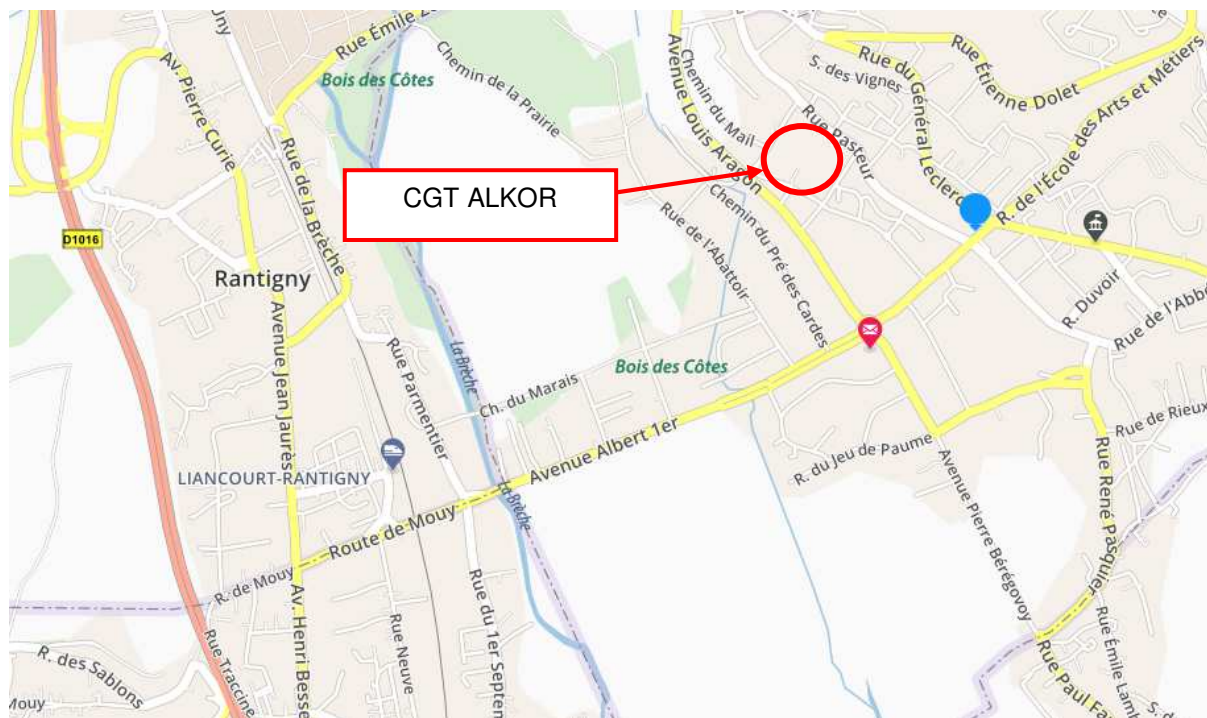 Rue Émile
Bois des Côtes
Av. Pierre Curie
Chemin de la Prairie
Avenue Louis Aragon
Chemin du Mail
S. des Vignes
Rue du Général Leclerc
Rue Étienne Dolet
R. de l'École des Arts et Métiers
Rue Pasteur
CGT ALKOR
Rue de la Brèche
D1016
Rantigny
Chemin du Pré des Cardes
Rue de l'Abattoir
R. Duvoir
Rue de l'Abb
Avenue Jean Jaurès
Rue Parmentier
La Brèche
Bois des Côtes
Ch. du Marais
Avenue Albert 1er
Rue de Rieux
R. du Jeu de Paume
LIANCOURT-RANTIGNY
La Brèche
Route de Mouy
R. de Mouy
Avenue Pierre Bérégovoy
Rue René Pasquier
Av. Henri Besse
Rue du 1er Septem
Rue Neuve
Rue Traccine
R. des Sablons
Mouy
Rue Émile Lamb
Rue Paul Fa
S. d